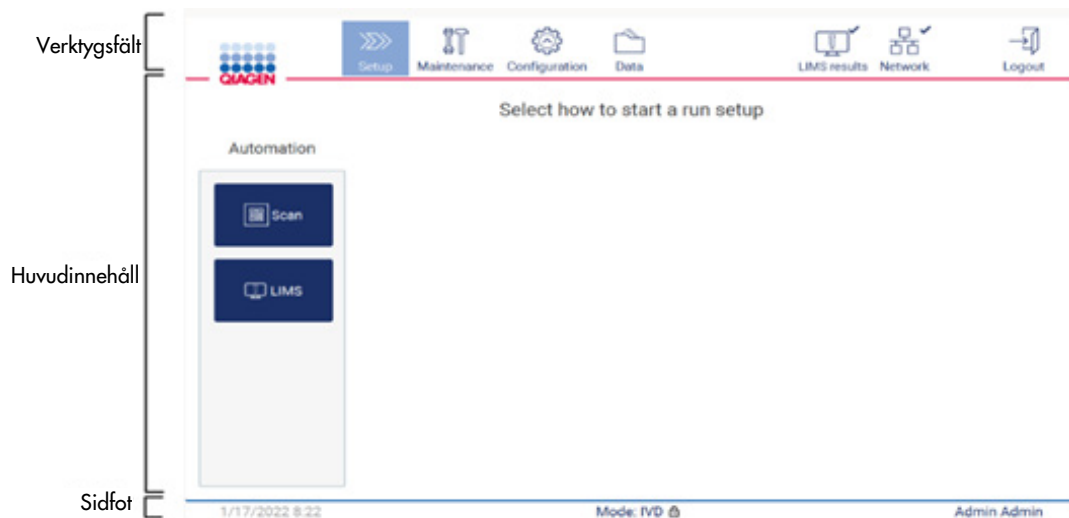 Verktygsfält
QIAGEN
Setup
Maintenance
Configuration
Data
LIMS results
Network
Logout
Huvudinnehåll
Select how to start a run setup
Automation
Scan
LIMS
Sidfot
1/17/2022 8:22
Mode: IVD
Admin Admin